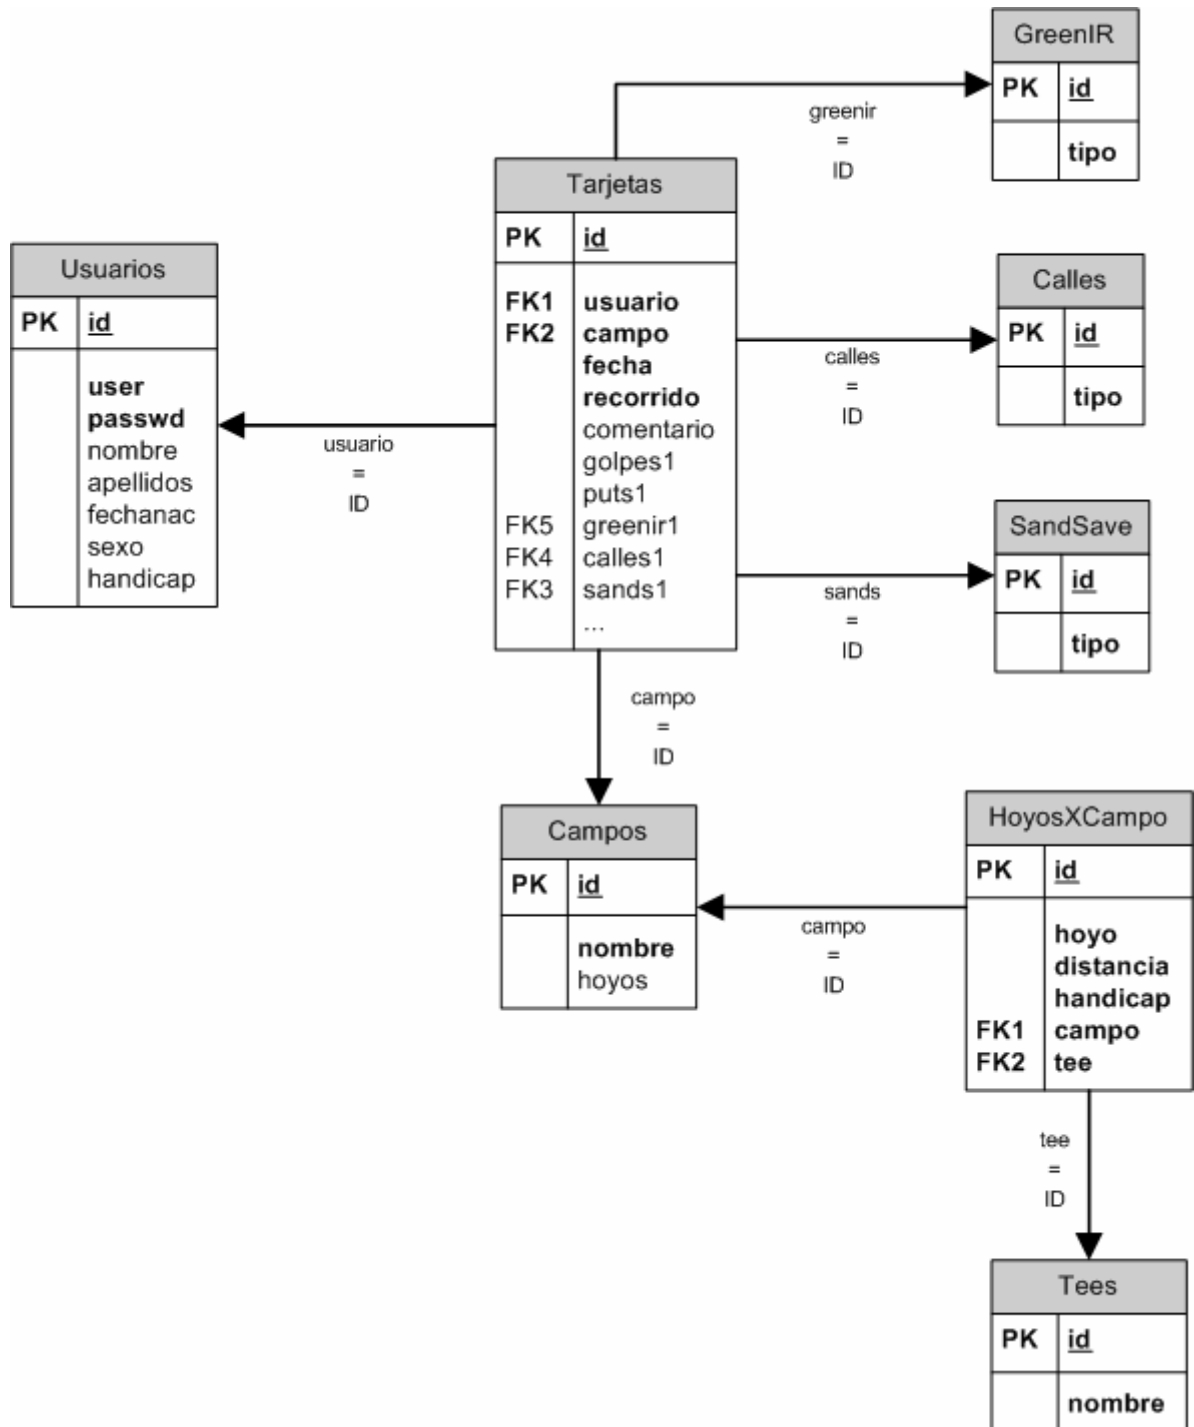 GreenIR
PK id
tipo
greenir
=
ID
Tarjetas
PK id
FK1 usuario
FK2 campo
fecha
recorrido
comentario
golpes1
puts1
FK5 greenir1
FK4 calles1
FK3 sands1
...
Usuarios
PK id
user
passwd
nombre
apellidos
fechanac
sexo
handicap
usuario
=
ID
Calles
PK id
tipo
calles
=
ID
SandSave
PK id
tipo
sands
=
ID
campo
=
ID
Campos
PK id
nombre
hoyos
HoyosXCampo
PK id
hoyo
distancia
handicap
FK1 campo
FK2 tee
campo
=
ID
tee
=
ID
Tees
PK id
nombre